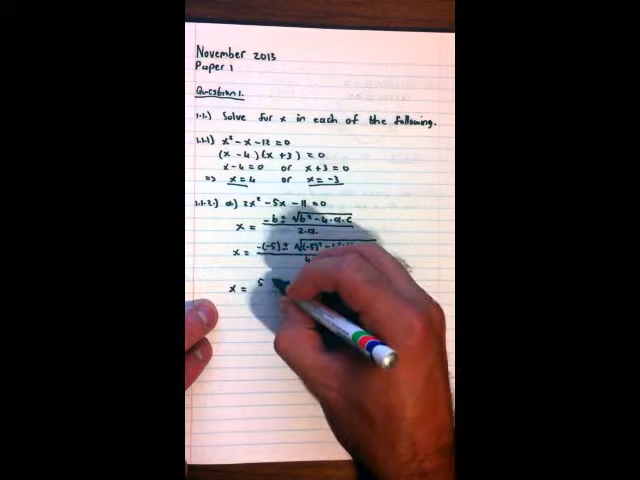 November 2013
Paper 1
Question 1.
1.1.) Solve for x in each of the following.
1.1.1) x² - x - 12 = 0
(x - 4)(x + 3) = 0
x - 4 = 0 or x + 3 = 0
⇒ x = 4 or x = -3
1.1.2.) a) 2x² - 5x - 11 = 0
x = -b ± √b² - 4·a·c / 2·a.
x = -(-5) ± √(-5)² - / 4
x = 5